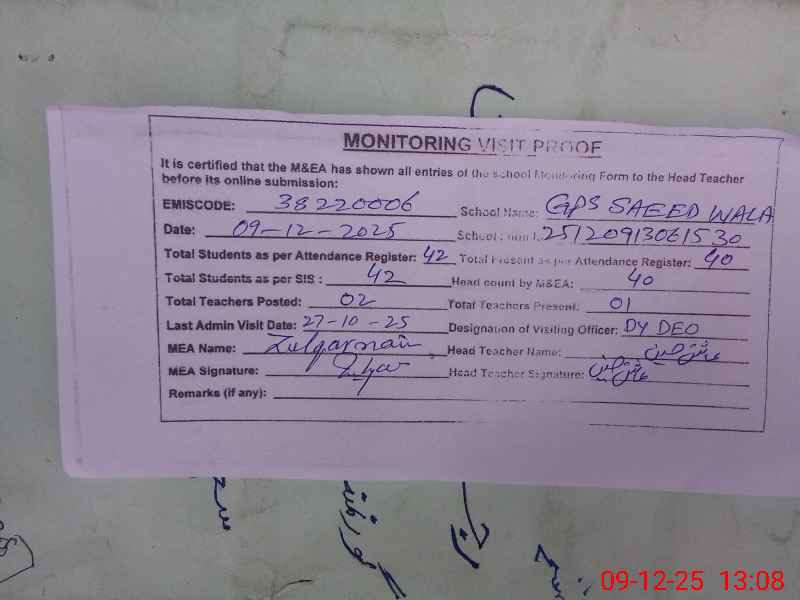 MONITORING VISIT PROOF
It is certified that the M&EA has shown all entries of the school Monitoring Form to the Head Teacher
before its online submission:
EMISCODE: 38220006 School Name: GPS SAEED WALA
Date: 09-12-2025 School 25120913061530
Total Students as per Attendance Register: 42 Total Present as per Attendance Register: 40
Total Students as per SIS : 42 Head count by M&EA: 40
Total Teachers Posted: 02 Total Teachers Present: 01
Last Admin Visit Date: 27-10-25 Designation of Visiting Officer: DY DEO
MEA Name: Zulqarnain Head Teacher Name:
MEA Signature: Head Teacher Signature:
Remarks (if any):
09-12-25 13:08